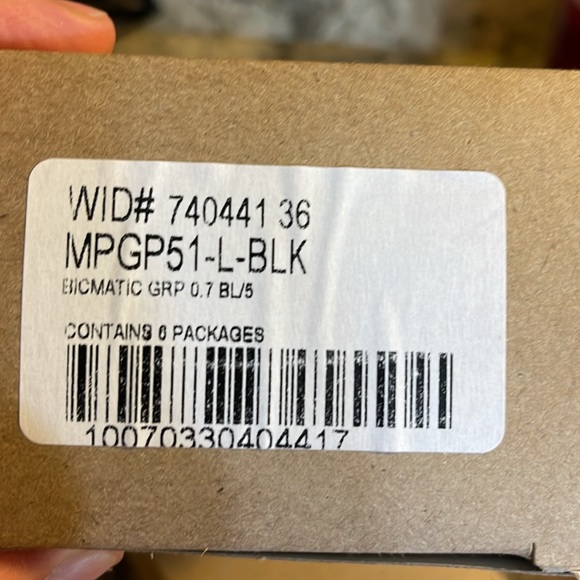 WID# 740441 36
MPGP51-L-BLK
BICMATIC GRP 0.7 BL/5
CONTAINS 6 PACKAGES
10070330404417